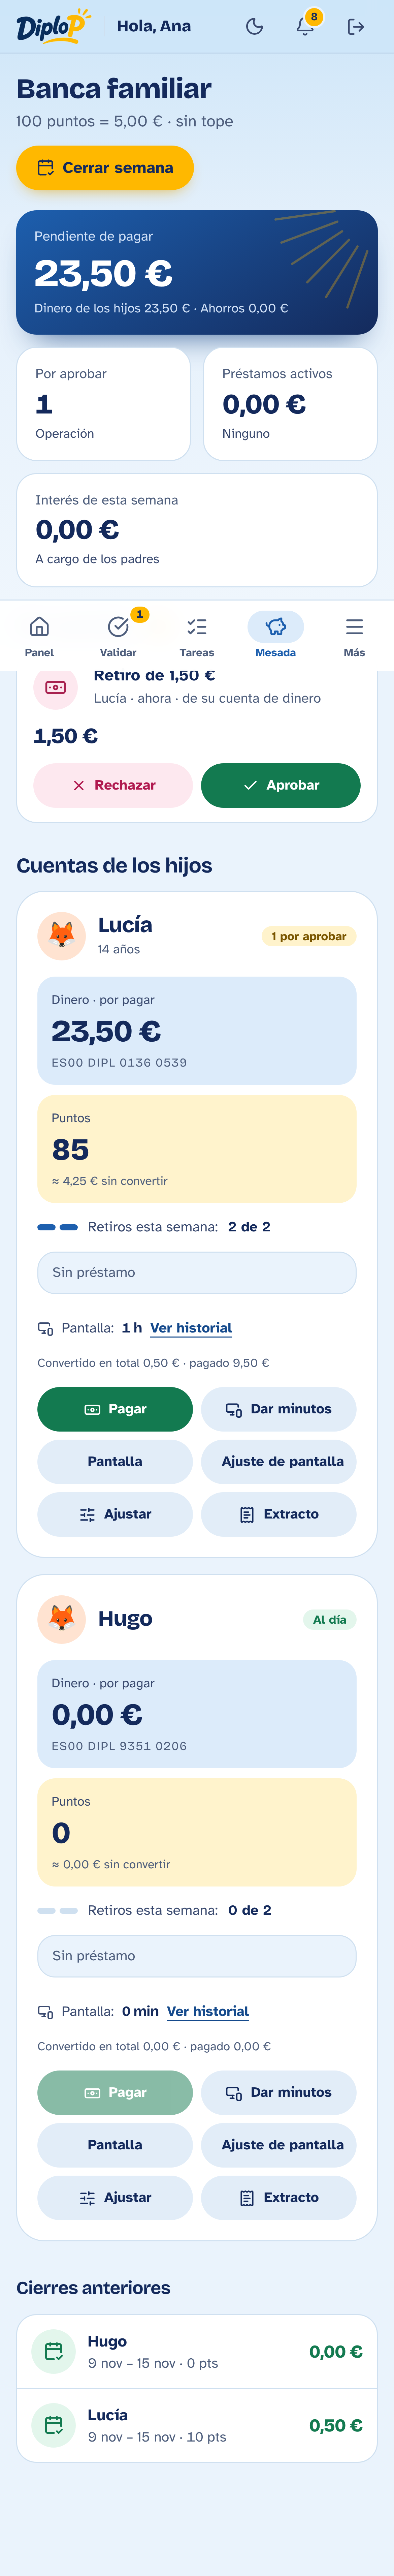 DiploP
Hola, Ana
8
Banca familiar
100 puntos = 5,00 € · sin tope
Cerrar semana
Pendiente de pagar
23,50 €
Dinero de los hijos 23,50 € · Ahorros 0,00 €
Por aprobar
1
Operación
Préstamos activos
0,00 €
Ninguno
Interés de esta semana
0,00 €
A cargo de los padres
Panel
Validar
1
Tareas
Mesada
Más
Retiro de 1,50 €
Lucía · ahora · de su cuenta de dinero
1,50 €
Rechazar
Aprobar
Cuentas de los hijos
Lucía
14 años
1 por aprobar
Dinero · por pagar
23,50 €
ES00 DIPL 0136 0539
Puntos
85
≈ 4,25 € sin convertir
Retiros esta semana: 2 de 2
Sin préstamo
Pantalla: 1 h Ver historial
Convertido en total 0,50 € · pagado 9,50 €
Pagar
Dar minutos
Pantalla
Ajuste de pantalla
Ajustar
Extracto
Hugo
Al día
Dinero · por pagar
0,00 €
ES00 DIPL 9351 0206
Puntos
0
≈ 0,00 € sin convertir
Retiros esta semana: 0 de 2
Sin préstamo
Pantalla: 0 min Ver historial
Convertido en total 0,00 € · pagado 0,00 €
Pagar
Dar minutos
Pantalla
Ajuste de pantalla
Ajustar
Extracto
Cierres anteriores
Hugo
9 nov – 15 nov · 0 pts
0,00 €
Lucía
9 nov – 15 nov · 10 pts
0,50 €